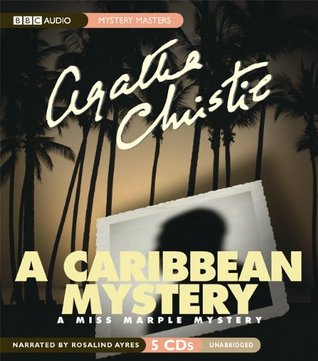 BBC AUDIO MYSTERY MASTERS
Agatha
Christie
A CARIBBEAN
MYSTERY
A MISS MARPLE MYSTERY
NARRATED BY ROSALIND AYRES 5 CDs UNABRIDGED